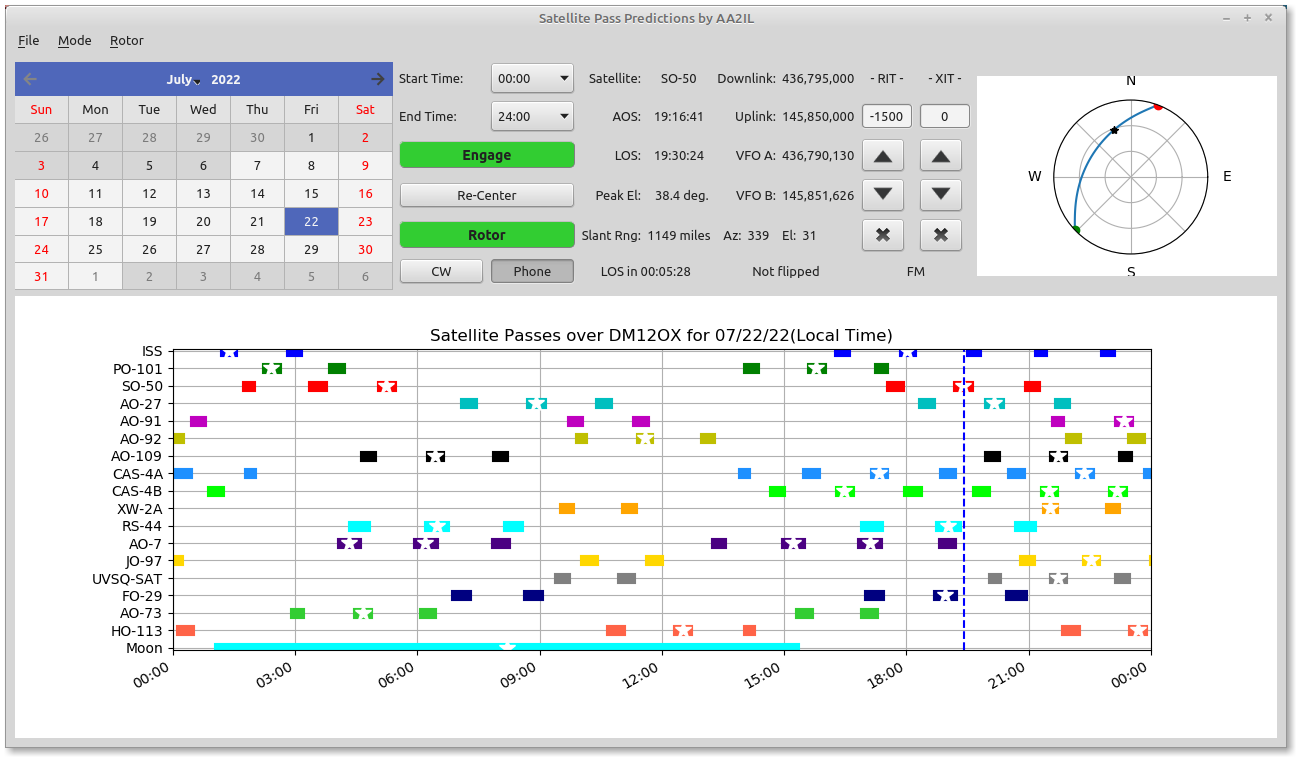 Satellite Pass Predictions by AA2IL
File Mode Rotor
July 2022
Sun Mon Tue Wed Thu Fri Sat
26 27 28 29 30 1 2
3 4 5 6 7 8 9
10 11 12 13 14 15 16
17 18 19 20 21 22 23
24 25 26 27 28 29 30
31 1 2 3 4 5 6
Start Time: 00:00 Satellite: SO-50 Downlink: 436,795,000 - RIT - - XIT -
End Time: 24:00 AOS: 19:16:41 Uplink: 145,850,000 -1500 0
Engage LOS: 19:30:24 VFO A: 436,790,130
Re-Center Peak El: 38.4 deg. VFO B: 145,851,626
Rotor Slant Rng: 1149 miles Az: 339 El: 31
CW Phone LOS in 00:05:28 Not flipped FM
N
W E
S
Satellite Passes over DM12OX for 07/22/22(Local Time)
ISS
PO-101
SO-50
AO-27
AO-91
AO-92
AO-109
CAS-4A
CAS-4B
XW-2A
RS-44
AO-7
JO-97
UVSQ-SAT
FO-29
AO-73
HO-113
Moon
00:00 03:00 06:00 09:00 12:00 15:00 18:00 21:00 00:00